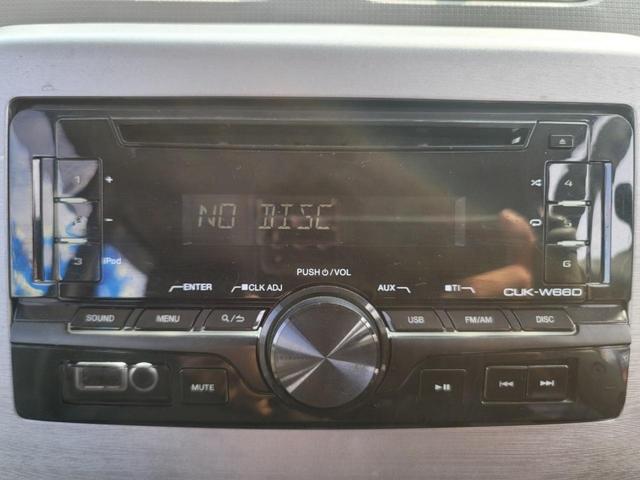 1 +
4
NO DISC
2 −
5
3 iPod
6
PUSH ⏻/VOL
ENTER ■CLK ADJ AUX ■TI
CUK-W66D
SOUND MENU USB FM/AM DISC
MUTE